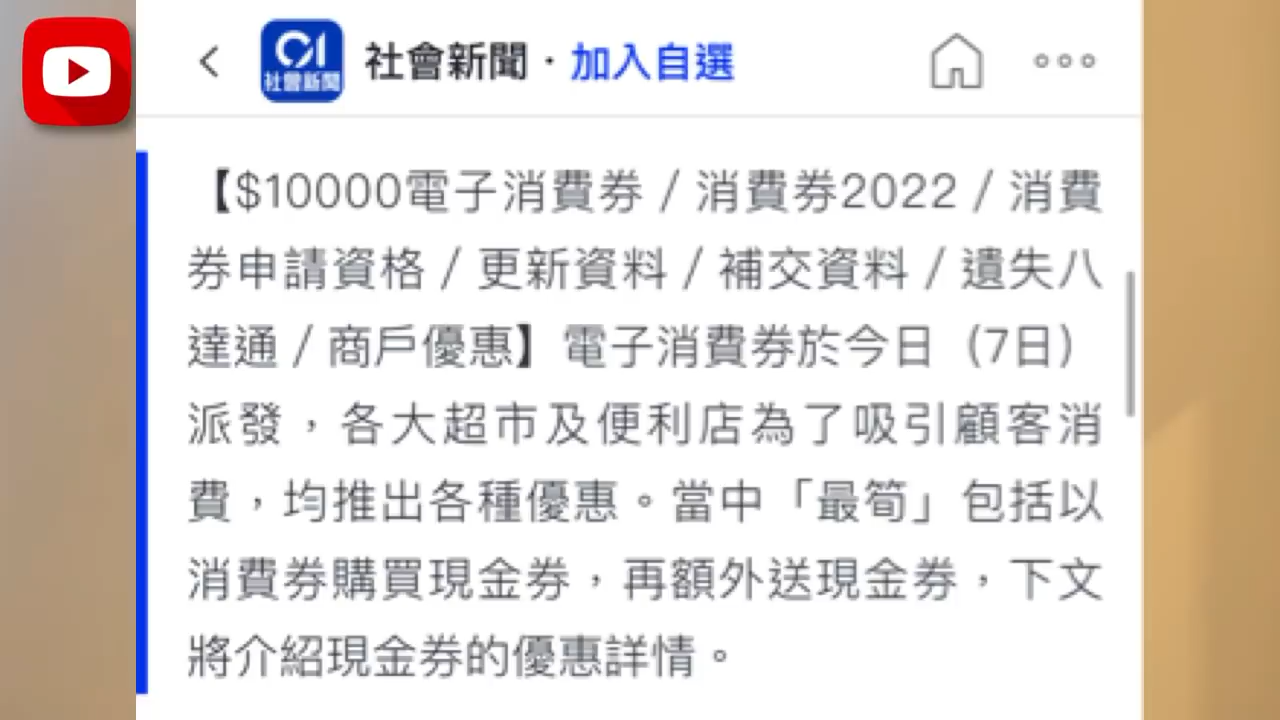 01
社會新聞
社會新聞·加入自選
【$10000電子消費券/消費券2022/消費
券申請資格/更新資料/補交資料/遺失八
達通/商戶優惠】電子消費券於今日(7日)
派發,各大超市及便利店為了吸引顧客消
費,均推出各種優惠。當中「最筍」包括以
消費券購買現金券,再額外送現金券,下文
將介紹現金券的優惠詳情。